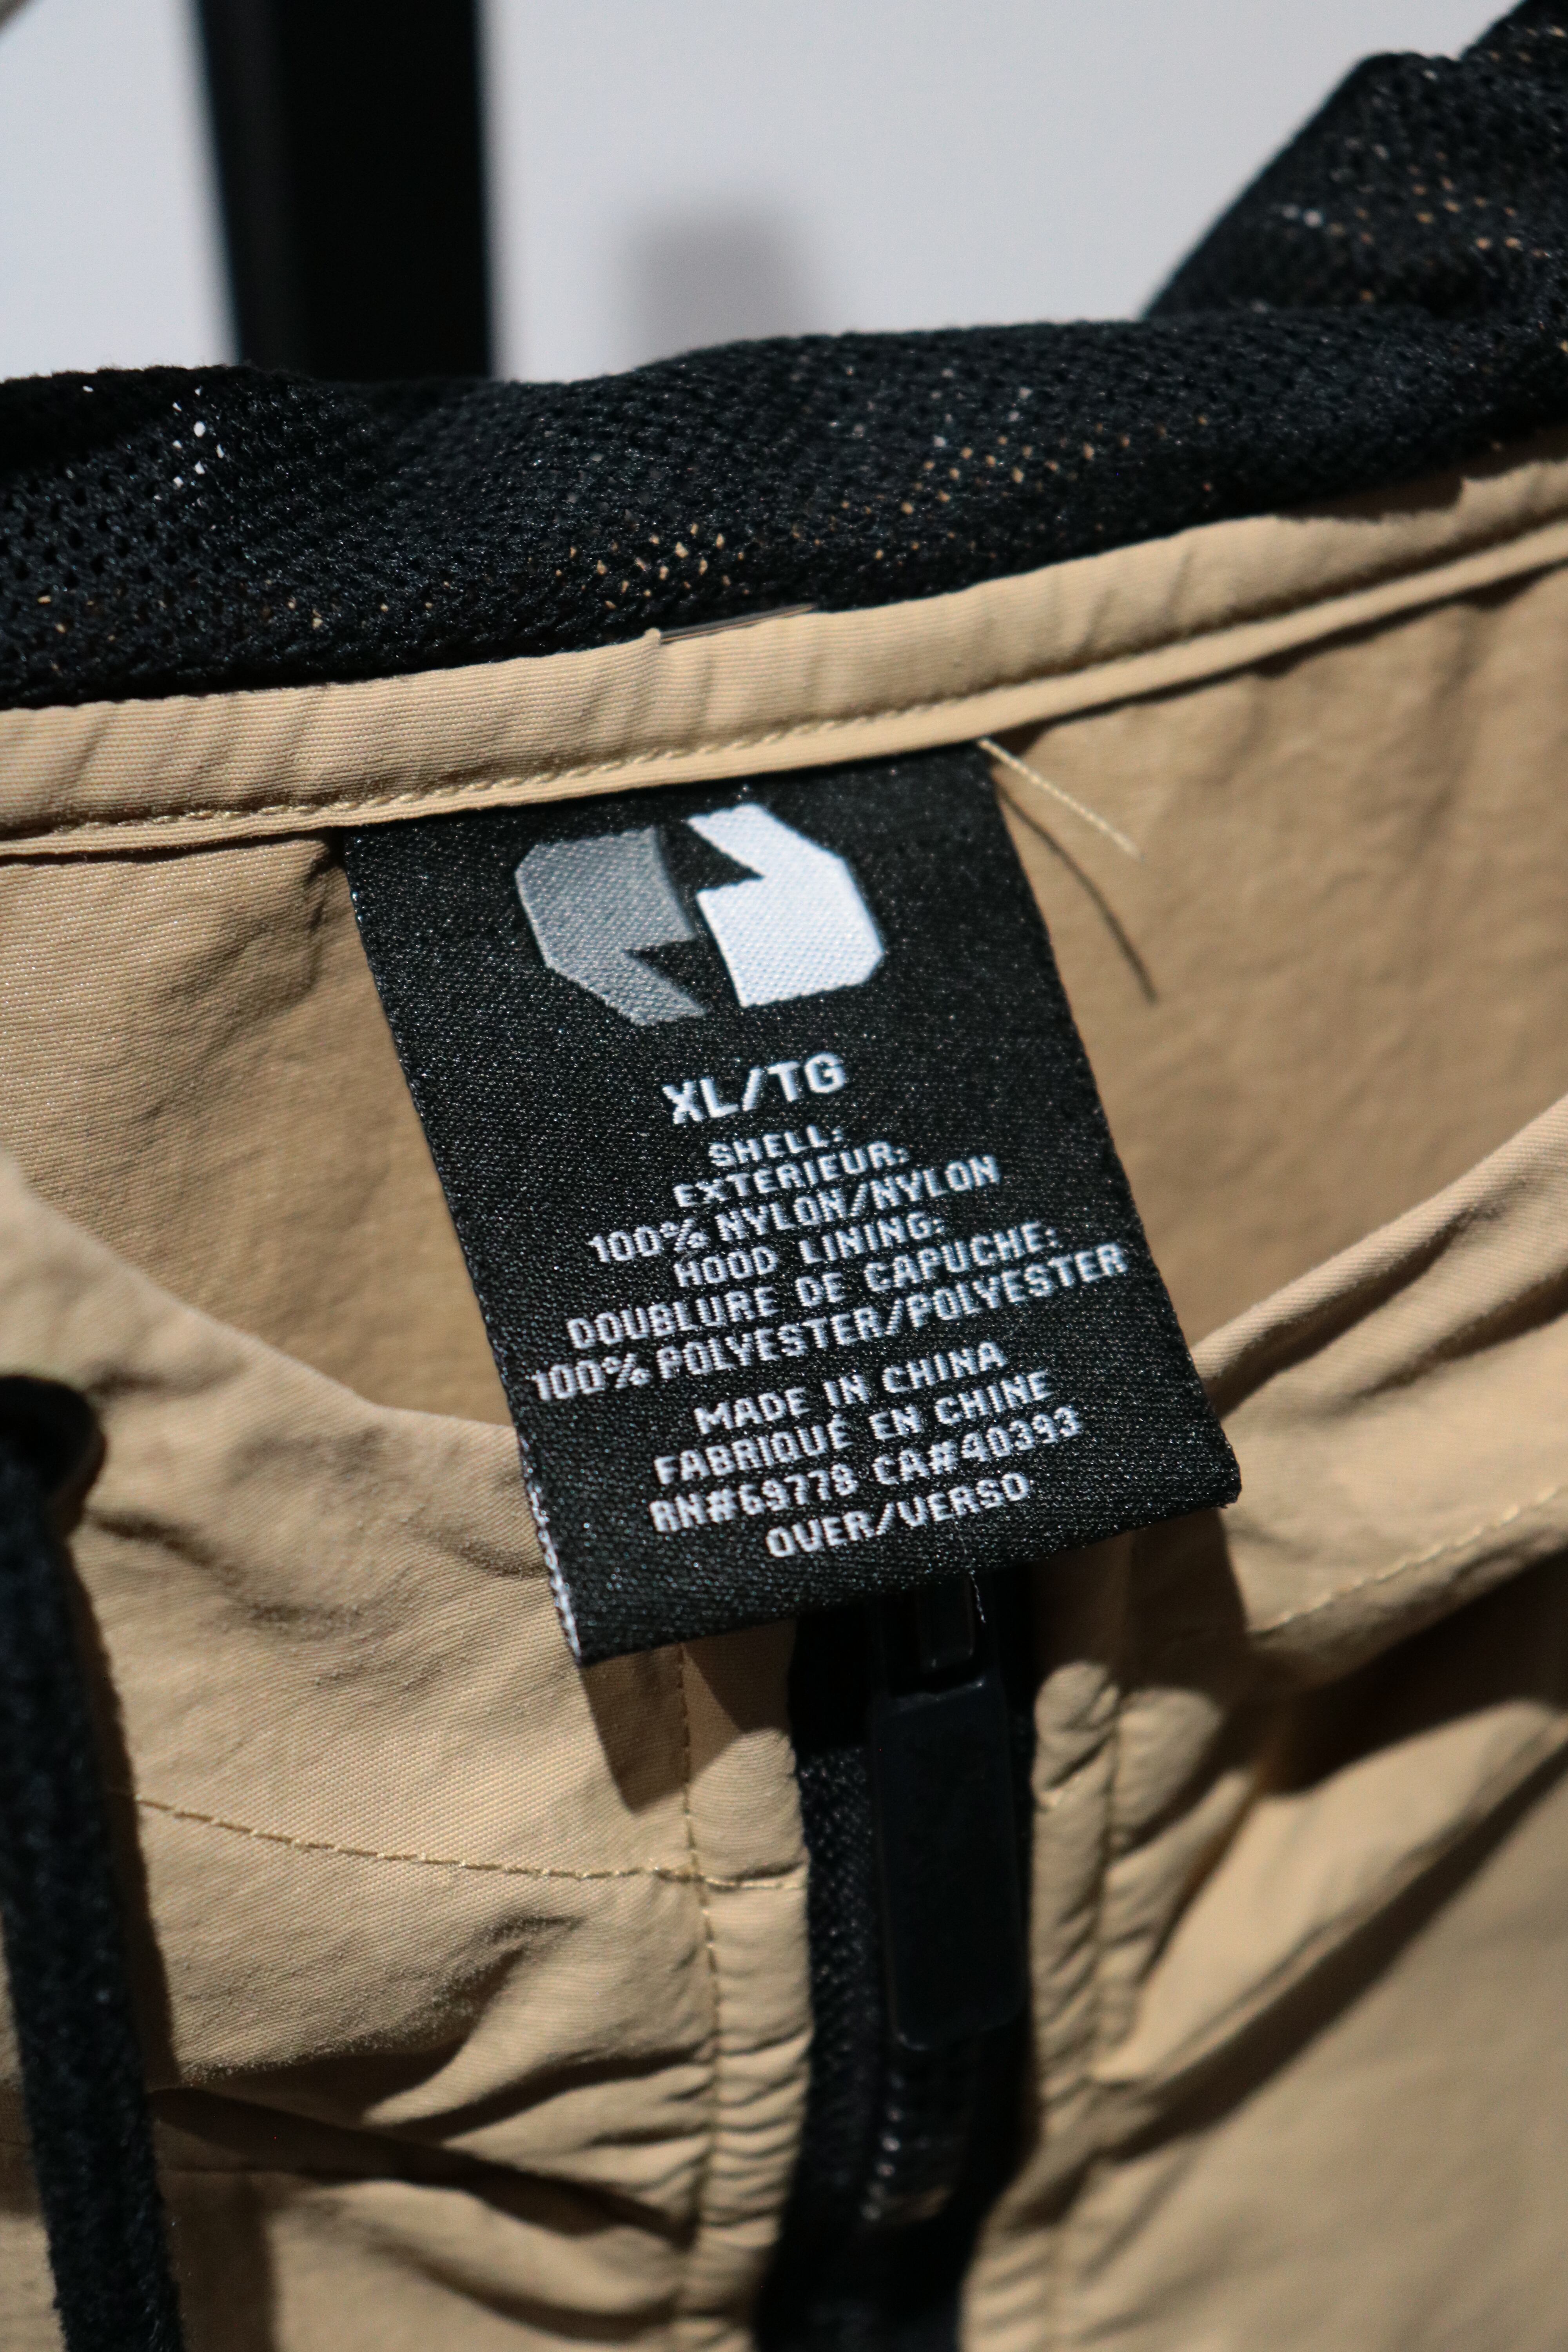 XL/TG
SHELL:
EXTERIEUR:
100% NYLON/NYLON
HOOD LINING:
DOUBLURE DE CAPUCHE:
100% POLYESTER/POLYESTER
MADE IN CHINA
FABRIQUÉ EN CHINE
RN#69778 CA#40393
OVER/VERSO